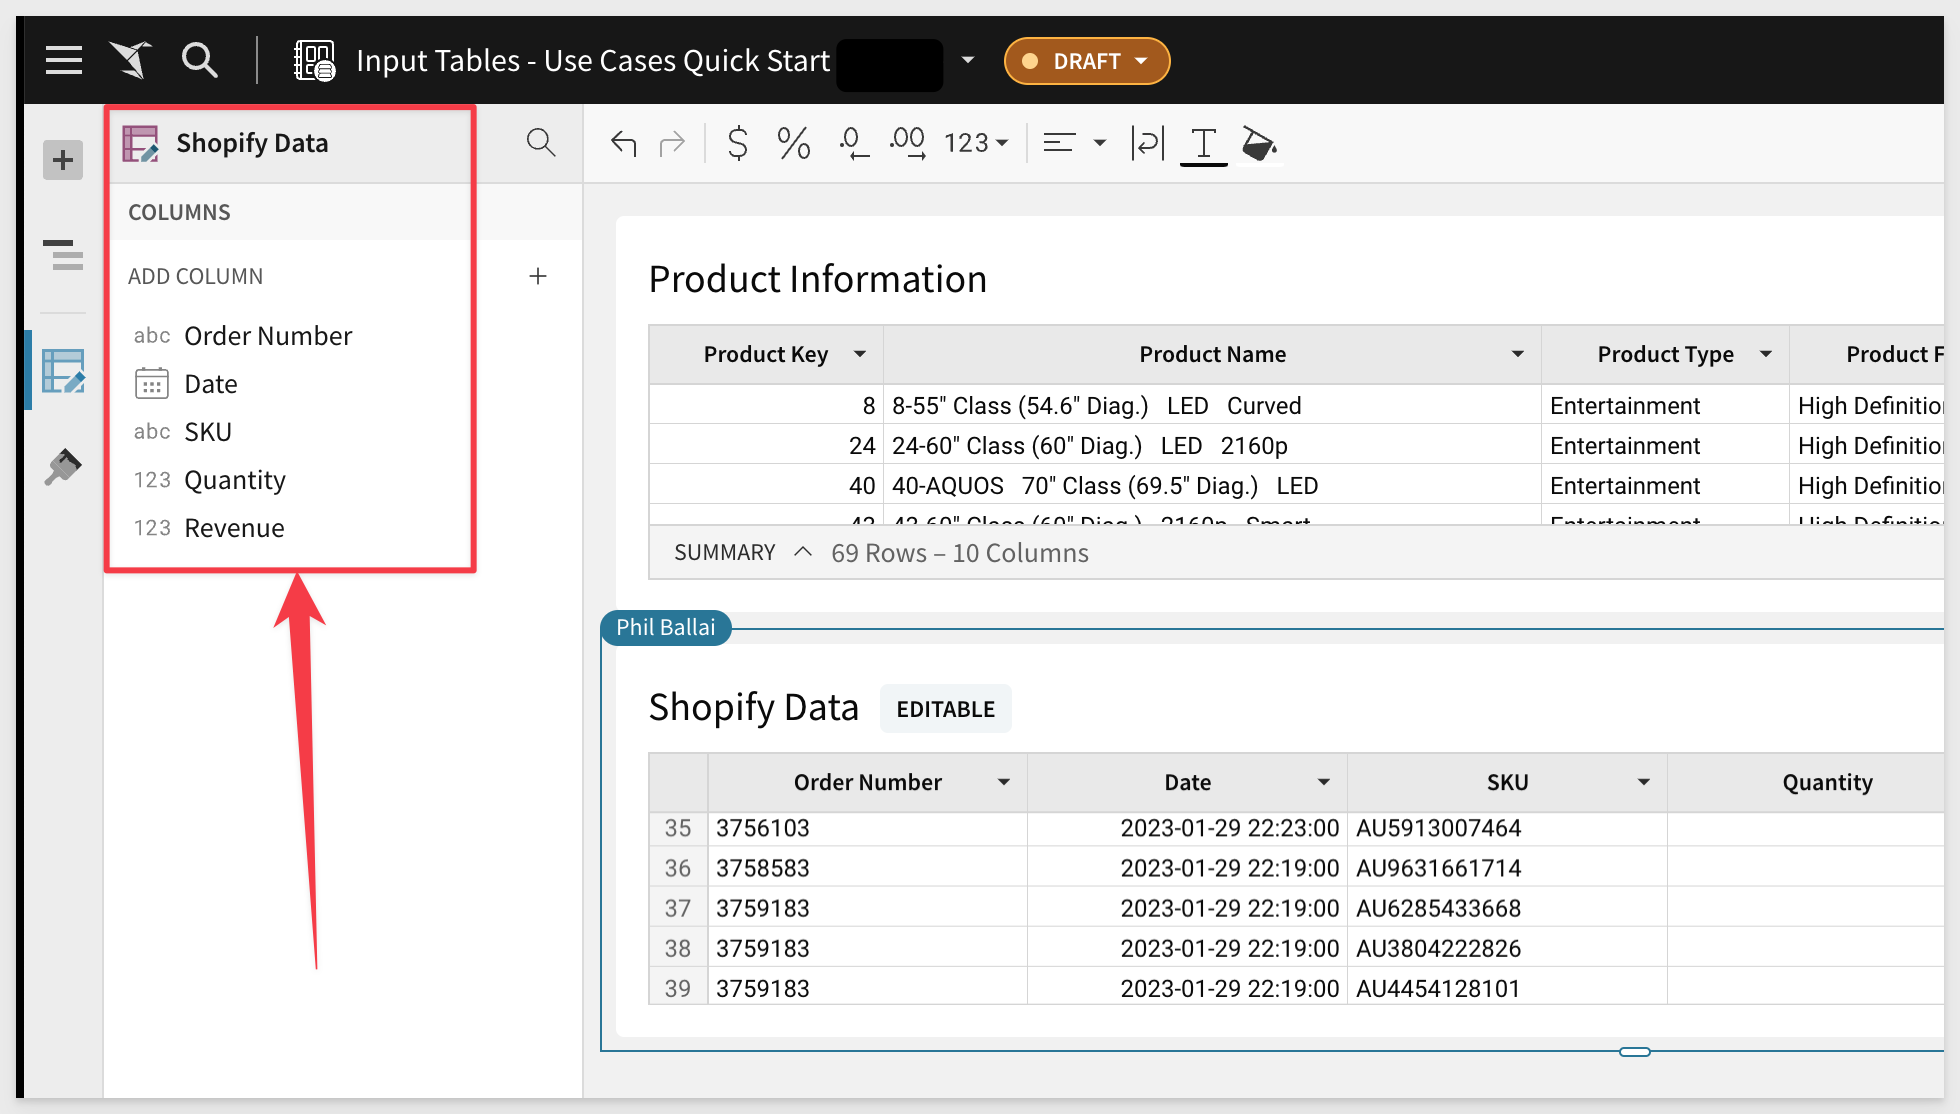 Input Tables - Use Cases Quick Start
DRAFT
Shopify Data
$ % .0 .00 123 T
COLUMNS
ADD COLUMN +
abc Order Number
Date
abc SKU
123 Quantity
123 Revenue
Product Information
Product Key Product Name Product Type Product F
8 8-55" Class (54.6" Diag.) LED Curved Entertainment High Definitio
24 24-60" Class (60" Diag.) LED 2160p Entertainment High Definitio
40 40-AQUOS 70" Class (69.5" Diag.) LED Entertainment High Definitio
SUMMARY 69 Rows – 10 Columns
Phil Ballai
Shopify Data EDITABLE
Order Number Date SKU Quantity
35 3756103 2023-01-29 22:23:00 AU5913007464
36 3758583 2023-01-29 22:19:00 AU9631661714
37 3759183 2023-01-29 22:19:00 AU6285433668
38 3759183 2023-01-29 22:19:00 AU3804222826
39 3759183 2023-01-29 22:19:00 AU4454128101